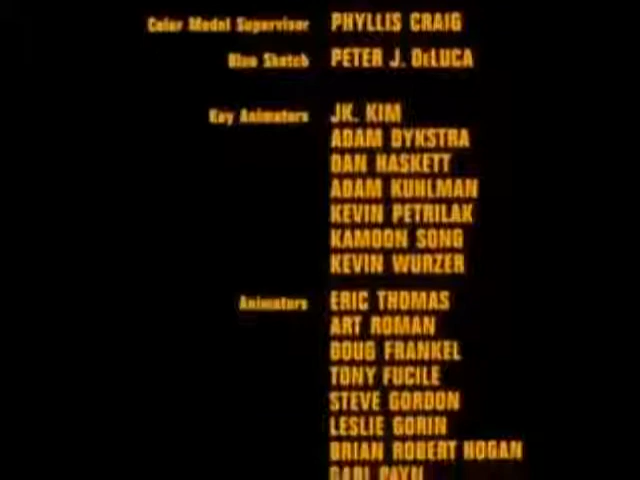 Color Model Supervisor PHYLLIS CRAIG
Blue Sketch PETER J. DeLUCA
Key Animators JK. KIM
ADAM DYKSTRA
DAN HASKETT
ADAM KUHLMAN
KEVIN PETRILAK
KAMOON SONG
KEVIN WURZER
Animators ERIC THOMAS
ART ROMAN
DOUG FRANKEL
TONY FUCILE
STEVE GORDON
LESLIE GORIN
BRIAN ROBERT HOGAN